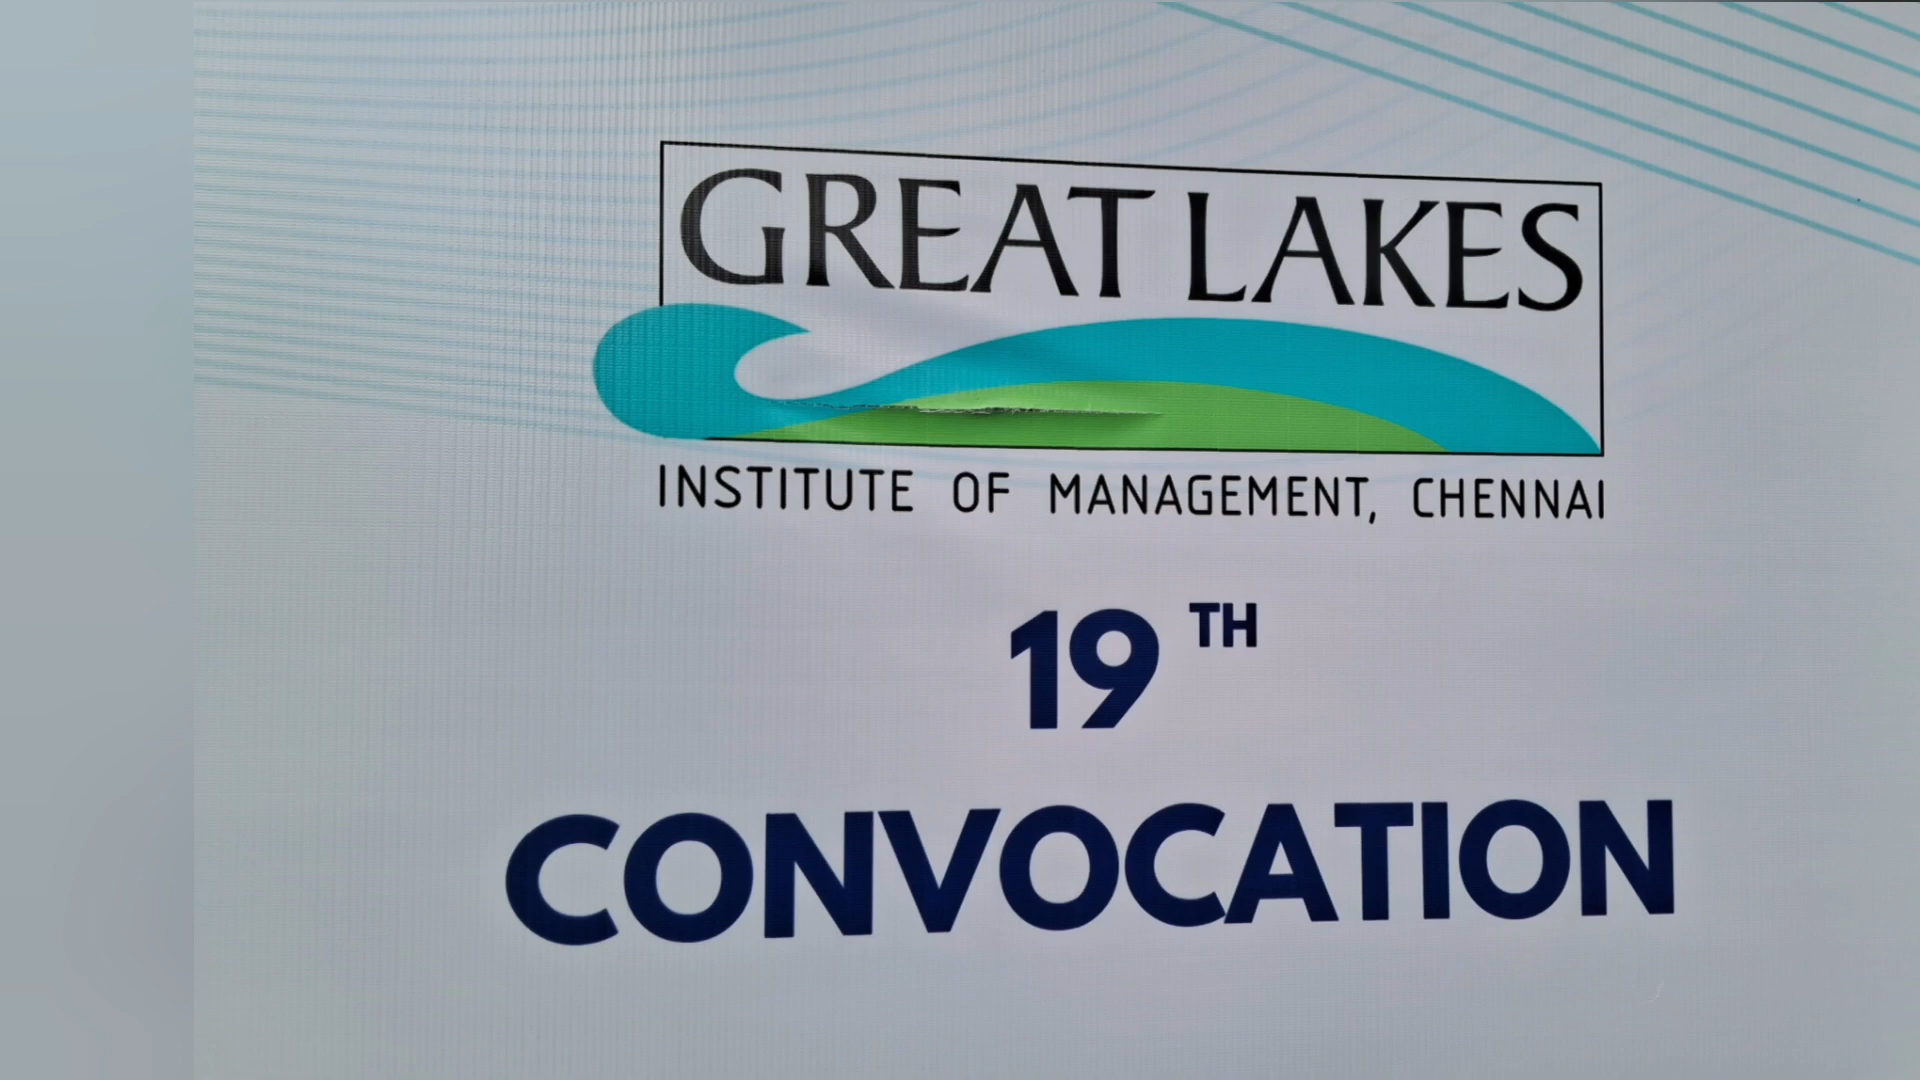 GREAT LAKES
INSTITUTE OF MANAGEMENT, CHENNAI
19TH
CONVOCATION